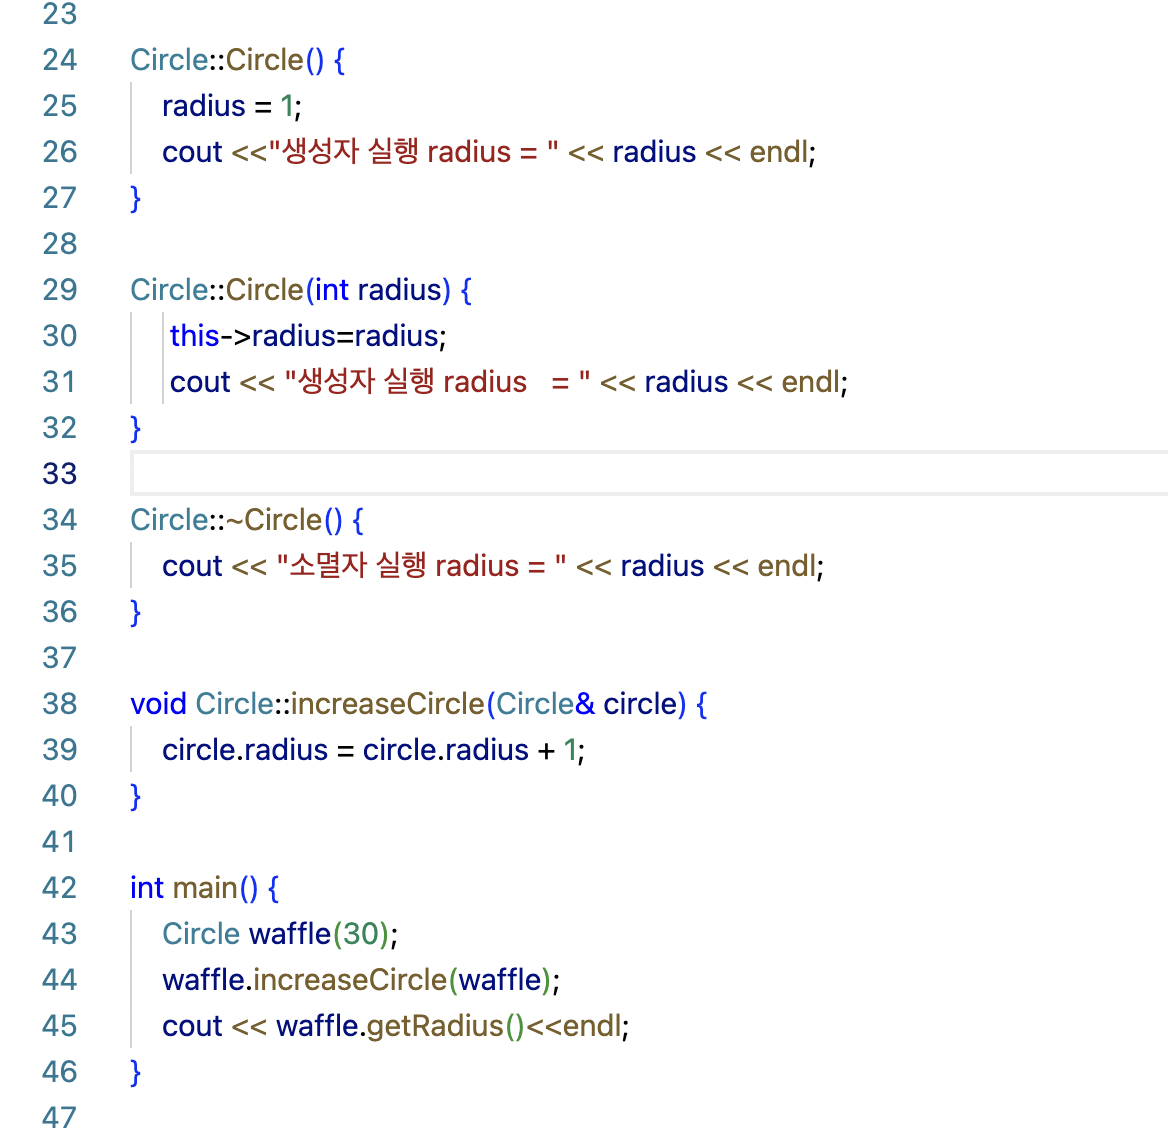 23
24 Circle::Circle() {
25 radius = 1;
26 cout <<"생성자 실행 radius = " << radius << endl;
27 }
28
29 Circle::Circle(int radius) {
30 this->radius=radius;
31 cout << "생성자 실행 radius   = " << radius << endl;
32 }
33
34 Circle::~Circle() {
35 cout << "소멸자 실행 radius = " << radius << endl;
36 }
37
38 void Circle::increaseCircle(Circle& circle) {
39 circle.radius = circle.radius + 1;
40 }
41
42 int main() {
43 Circle waffle(30);
44 waffle.increaseCircle(waffle);
45 cout << waffle.getRadius()<<endl;
46 }
47